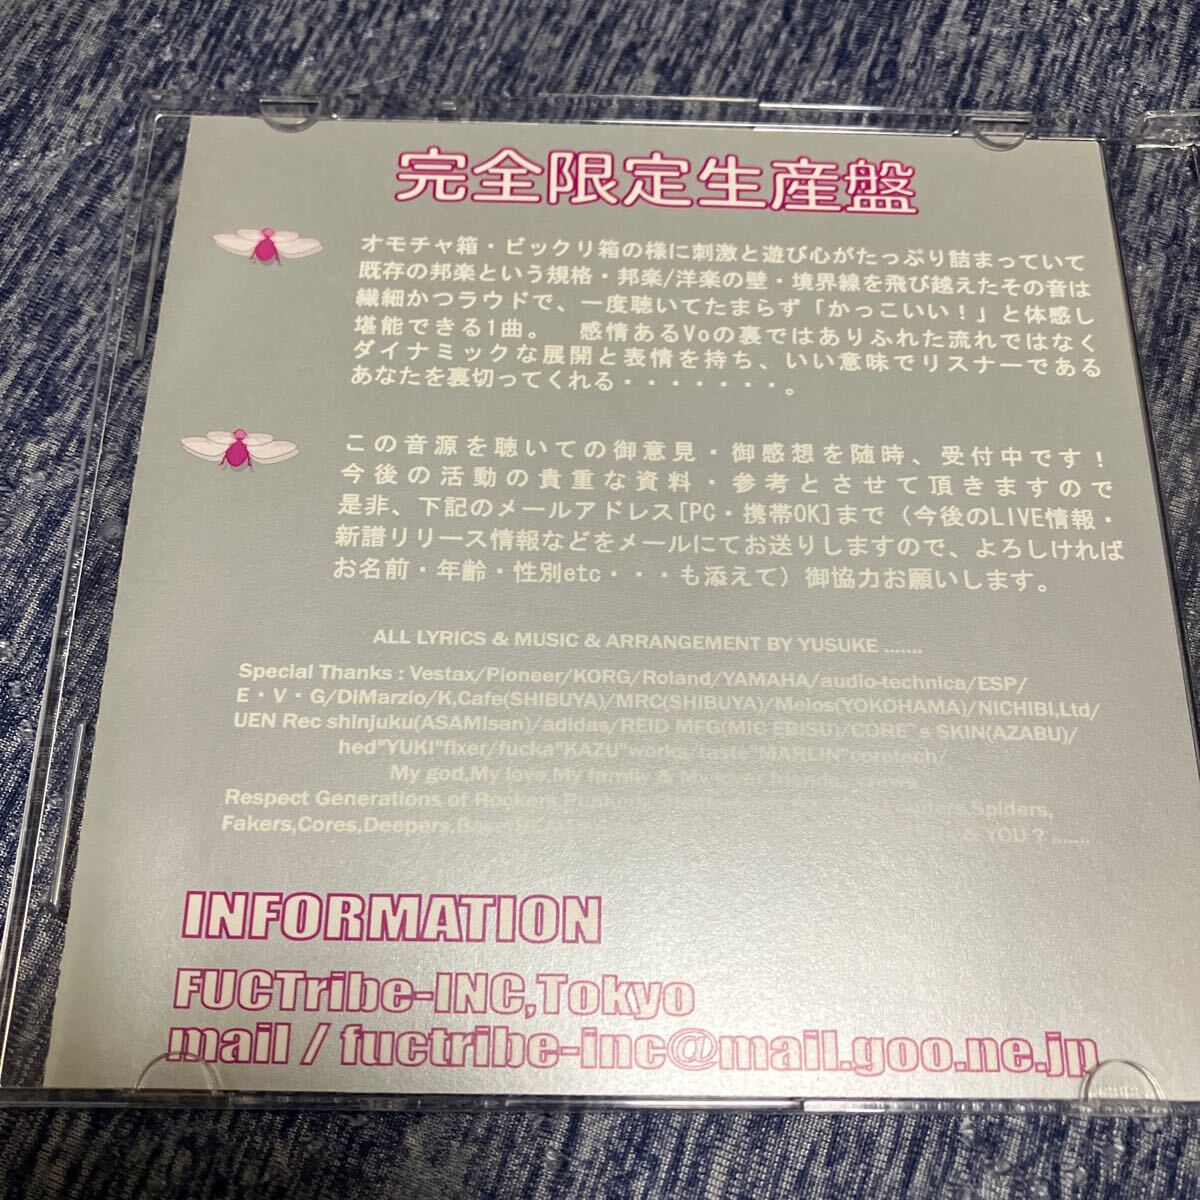 完全限定生産盤
オモチャ箱・ビックリ箱の様に刺激と遊び心がたっぷり詰まっていて
既存の邦楽という規格・邦楽/洋楽の壁・境界線を飛び越えたその音は
繊細かつラウドで、一度聴いてたまらず「かっこいい！」と体感し
堪能できる1曲。　感情あるVoの裏ではありふれた流れではなく
ダイナミックな展開と表情を持ち、いい意味でリスナーである
あなたを裏切ってくれる・・・・・・・。
この音源を聴いての御意見・御感想を随時、受付中です！
今後の活動の貴重な資料・参考とさせて頂きますので
是非、下記のメールアドレス[PC・携帯OK]まで（今後のLIVE情報・
新譜リリース情報などをメールにてお送りしますので、よろしければ
お名前・年齢・性別etc・・・も添えて）御協力お願いします。
ALL LYRICS & MUSIC & ARRANGEMENT BY YUSUKE .......
Special Thanks : Vestax/Pioneer/KORG/Roland/YAMAHA/audio-technica/ESP/
E・V・G/DiMarzio/K,Cafe(SHIBUYA)/MRC(SHIBUYA)/Melos(YOKOHAMA)/NICHIBI,Ltd/
UEN Rec shinjuku(ASAMIsan)/adidas/REID MFG(MIC EBISU)/CORE`s SKIN(AZABU)/
hed"YUKI"fixer/fucka"KAZU"works/ "MARLIN"coretech/
My god,My love,My family &
Respect Generations of Rockers, Spiders,
Fakers,Cores,Deepers, & YOU ? .......
INFORMATION
FUCTribe-INC,Tokyo
mail / fuctribe-inc@mail.goo.ne.jp